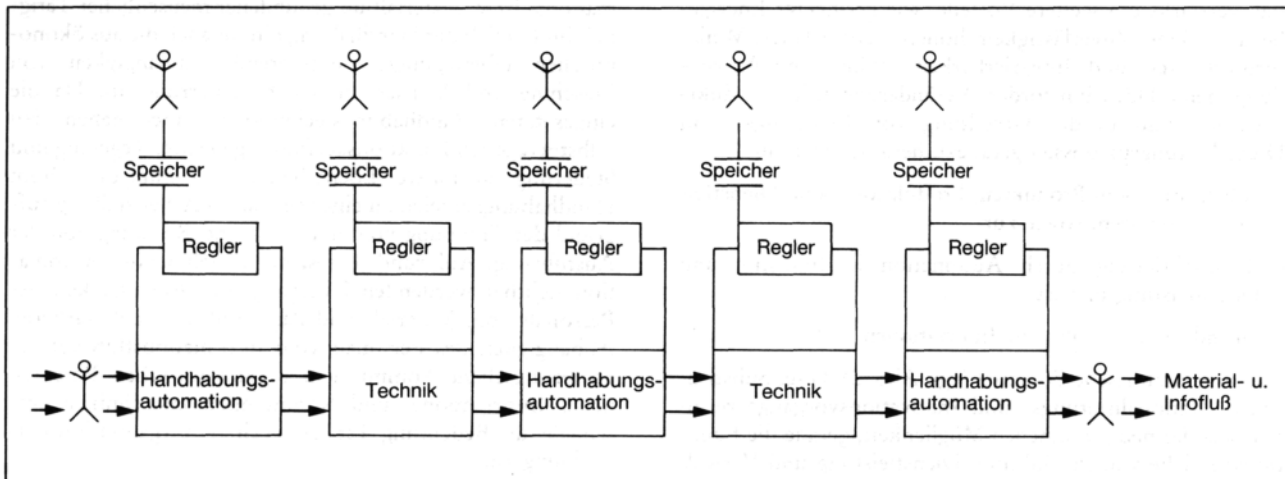 Speicher
Speicher
Speicher
Speicher
Speicher
Regler
Regler
Regler
Regler
Regler
Handhabungs-
automation
Technik
Handhabungs-
automation
Technik
Handhabungs-
automation
Material- u.
Infofluß